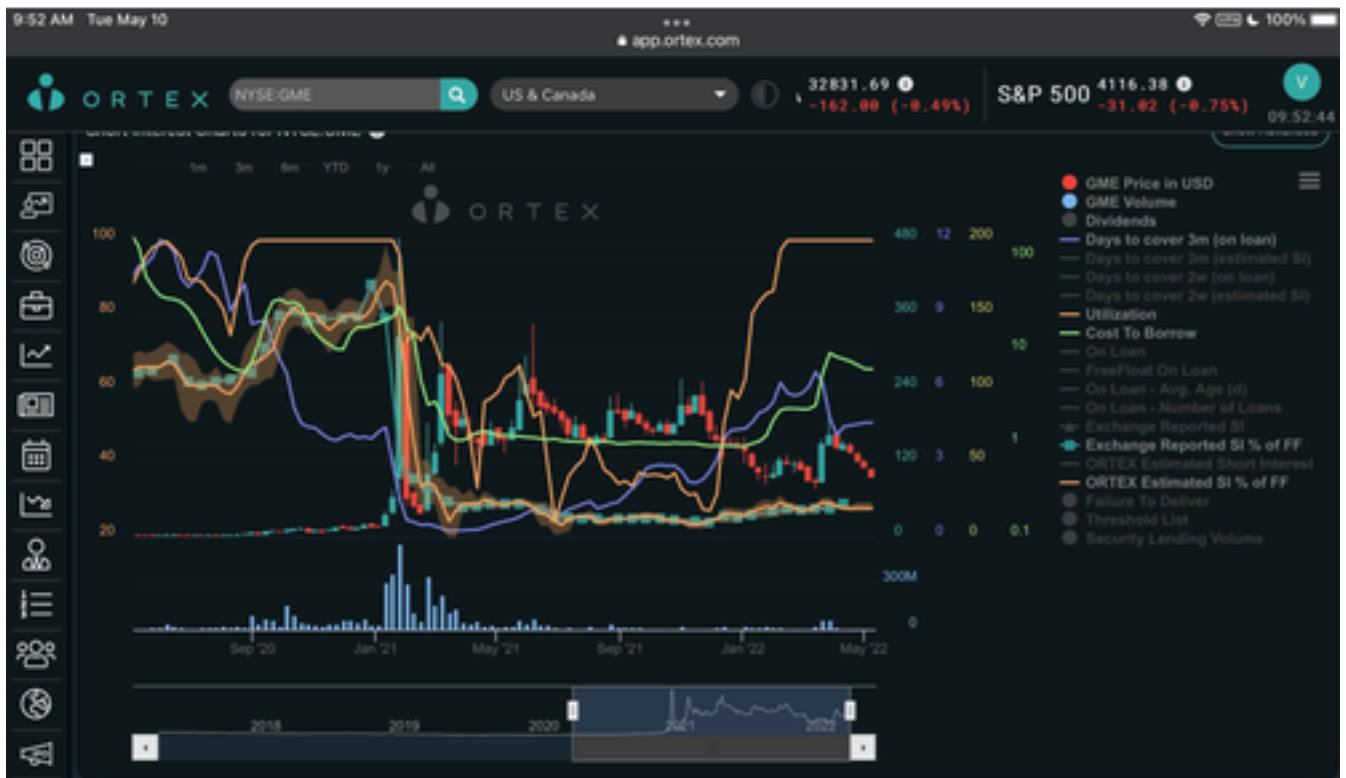 9:52 AM Tue May 10
100%
app.ortex.com
ORTEX
NYSE:GME
US & Canada
32831.69
-162.00 (-0.49%)
S&P 500
4116.38
-31.02 (-0.75%)
V
09:52:44
Short Interest Charts for NYSE:GME
1m 3m 6m YTD 1y All
ORTEX
100
80
60
40
20
480 12 200
360 9 150
240 6 100
120 3 50
0 0 0
100
10
1
0.1
300M
0
GME Price in USD
GME Volume
Dividends
Days to cover 3m (on loan)
Days to cover 3m (estimated SI)
Days to cover 2w (on loan)
Days to cover 2w (estimated SI)
Utilization
Cost To Borrow
On Loan
FreeFloat On Loan
On Loan - Avg. Age (d)
On Loan - Number of Loans
Exchange Reported SI
Exchange Reported SI % of FF
ORTEX Estimated Short Interest
ORTEX Estimated SI % of FF
Failure To Deliver
Threshold List
Security Lending Volume
Sep '20 Jan '21 May '21 Sep '21 Jan '22 May '22
2018 2019 2020 2021 2022